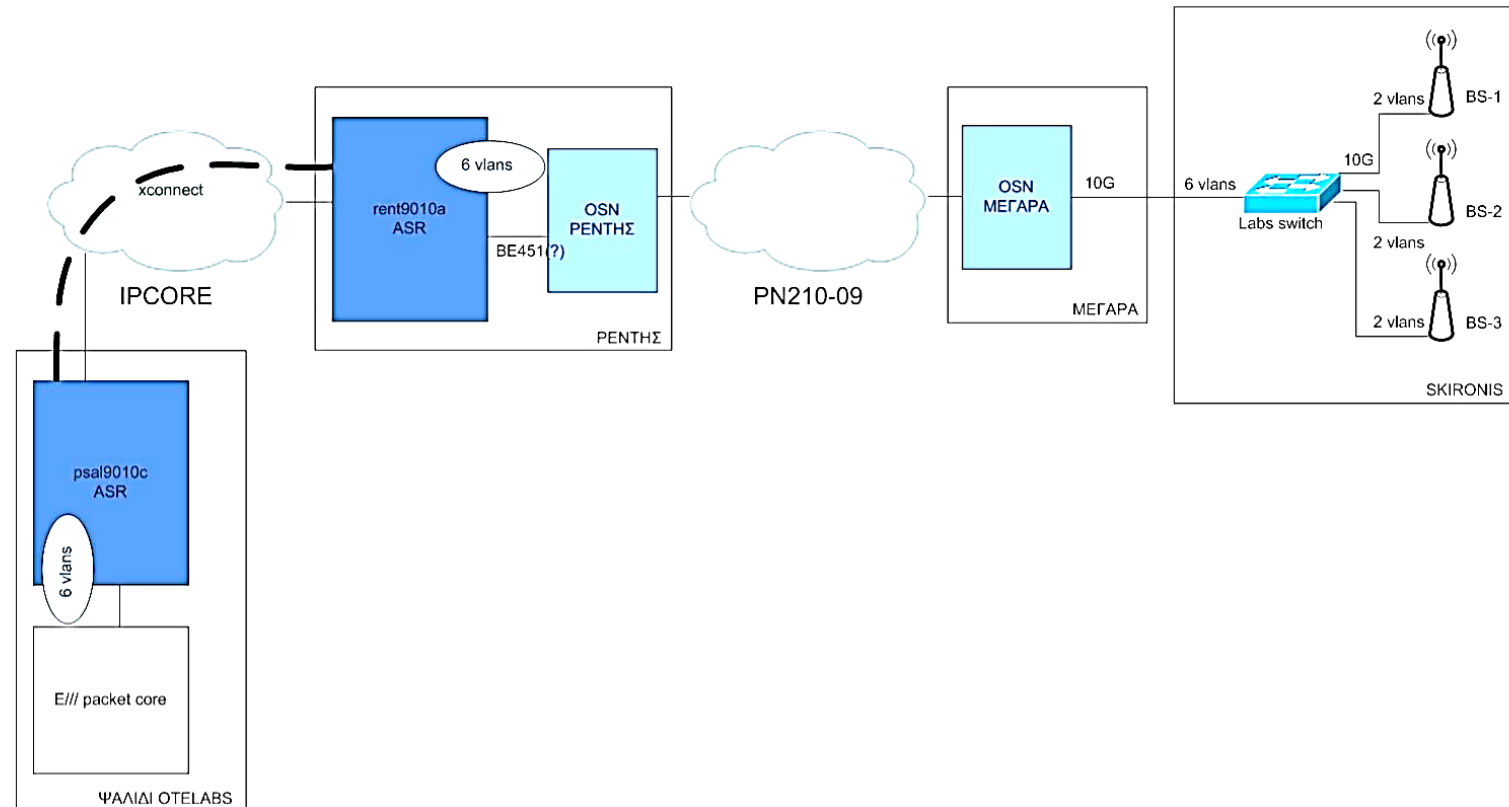 xconnect
IPCORE
rent9010a
ASR
6 vlans
OSN
ΡΕΝΤΗΣ
BE451(?)
ΡΕΝΤΗΣ
PN210-09
OSN
ΜΕΓΑΡΑ
10G
ΜΕΓΑΡΑ
6 vlans
Labs switch
10G
2 vlans
BS-1
2 vlans
BS-2
2 vlans
BS-3
SKIRONIS
psal9010c
ASR
6 vlans
E/// packet core
ΨΑΛΙΔΙ OTELABS